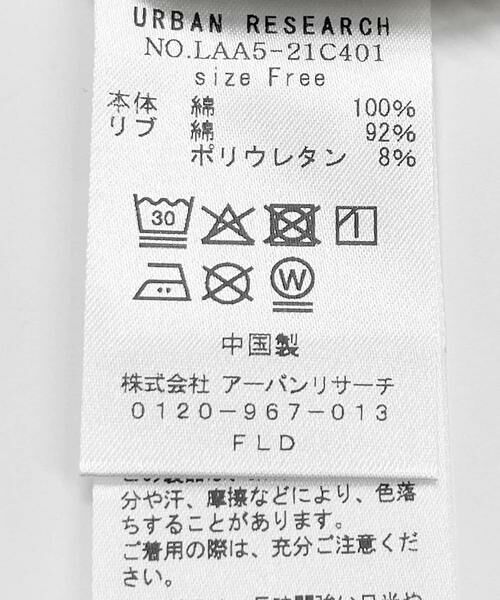 URBAN RESEARCH
NO.LAA5-21C401
size Free
本体 綿 100%
リブ 綿 92%
ポリウレタン 8%
30
W
中国製
株式会社 アーバンリサーチ
0120-967-013
FLD
分や汗、摩擦などにより、色落
ちすることがあります。
ご着用の際は、充分ご注意くだ
さい。